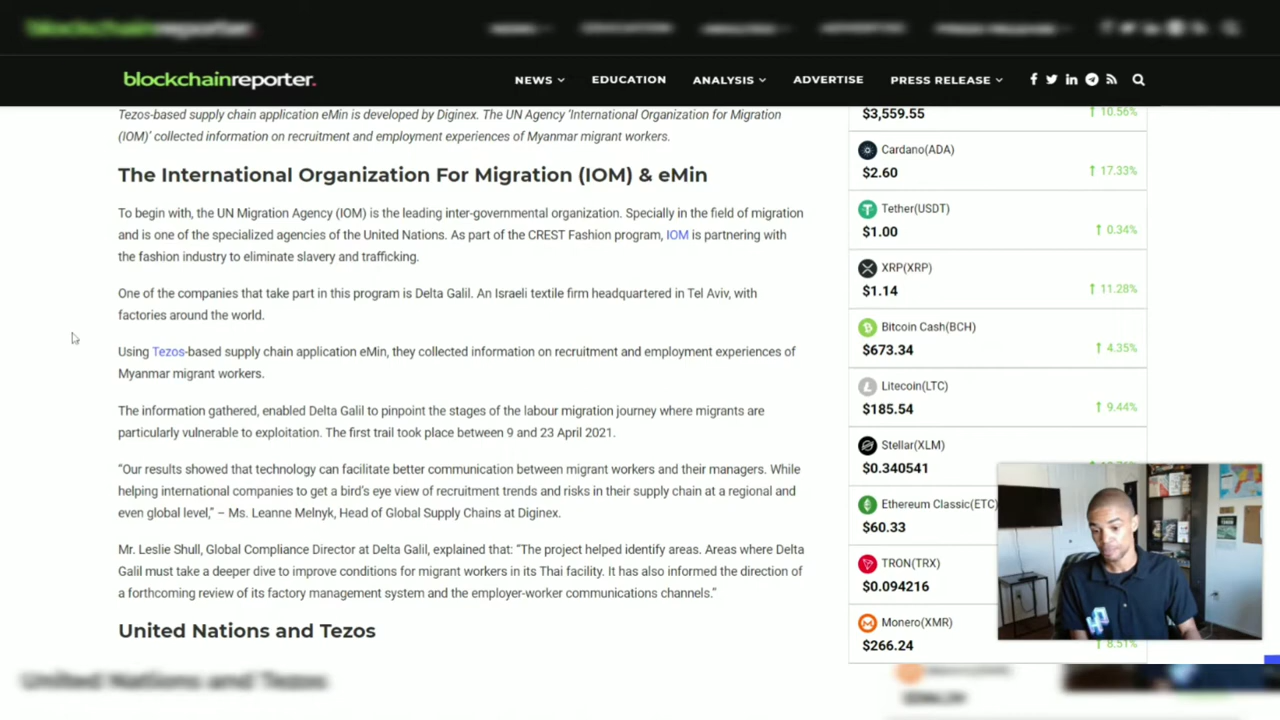 blockchainreporter.
NEWS EDUCATION ANALYSIS ADVERTISE PRESS RELEASE
Tezos-based supply chain application eMin is developed by Diginex. The UN Agency ‘International Organization for Migration
(IOM)’ collected information on recruitment and employment experiences of Myanmar migrant workers.
The International Organization For Migration (IOM) & eMin
To begin with, the UN Migration Agency (IOM) is the leading inter-governmental organization. Specially in the field of migration
and is one of the specialized agencies of the United Nations. As part of the CREST Fashion program, IOM is partnering with
the fashion industry to eliminate slavery and trafficking.
One of the companies that take part in this program is Delta Galil. An Israeli textile firm headquartered in Tel Aviv, with
factories around the world.
Using Tezos-based supply chain application eMin, they collected information on recruitment and employment experiences of
Myanmar migrant workers.
The information gathered, enabled Delta Galil to pinpoint the stages of the labour migration journey where migrants are
particularly vulnerable to exploitation. The first trail took place between 9 and 23 April 2021.
“Our results showed that technology can facilitate better communication between migrant workers and their managers. While
helping international companies to get a bird’s eye view of recruitment trends and risks in their supply chain at a regional and
even global level,” – Ms. Leanne Melnyk, Head of Global Supply Chains at Diginex.
Mr. Leslie Shull, Global Compliance Director at Delta Galil, explained that: “The project helped identify areas. Areas where Delta
Galil must take a deeper dive to improve conditions for migrant workers in its Thai facility. It has also informed the direction of
a forthcoming review of its factory management system and the employer-worker communications channels.”
United Nations and Tezos
$3,559.55 ↑ 10.56%
Cardano(ADA)
$2.60 ↑ 17.33%
Tether(USDT)
$1.00 ↑ 0.34%
XRP(XRP)
$1.14 ↑ 11.28%
Bitcoin Cash(BCH)
$673.34 ↑ 4.35%
Litecoin(LTC)
$185.54 ↑ 9.44%
Stellar(XLM)
$0.340541
Ethereum Classic(ETC)
$60.33
TRON(TRX)
$0.094216
Monero(XMR)
$266.24 ↑ 8.51%